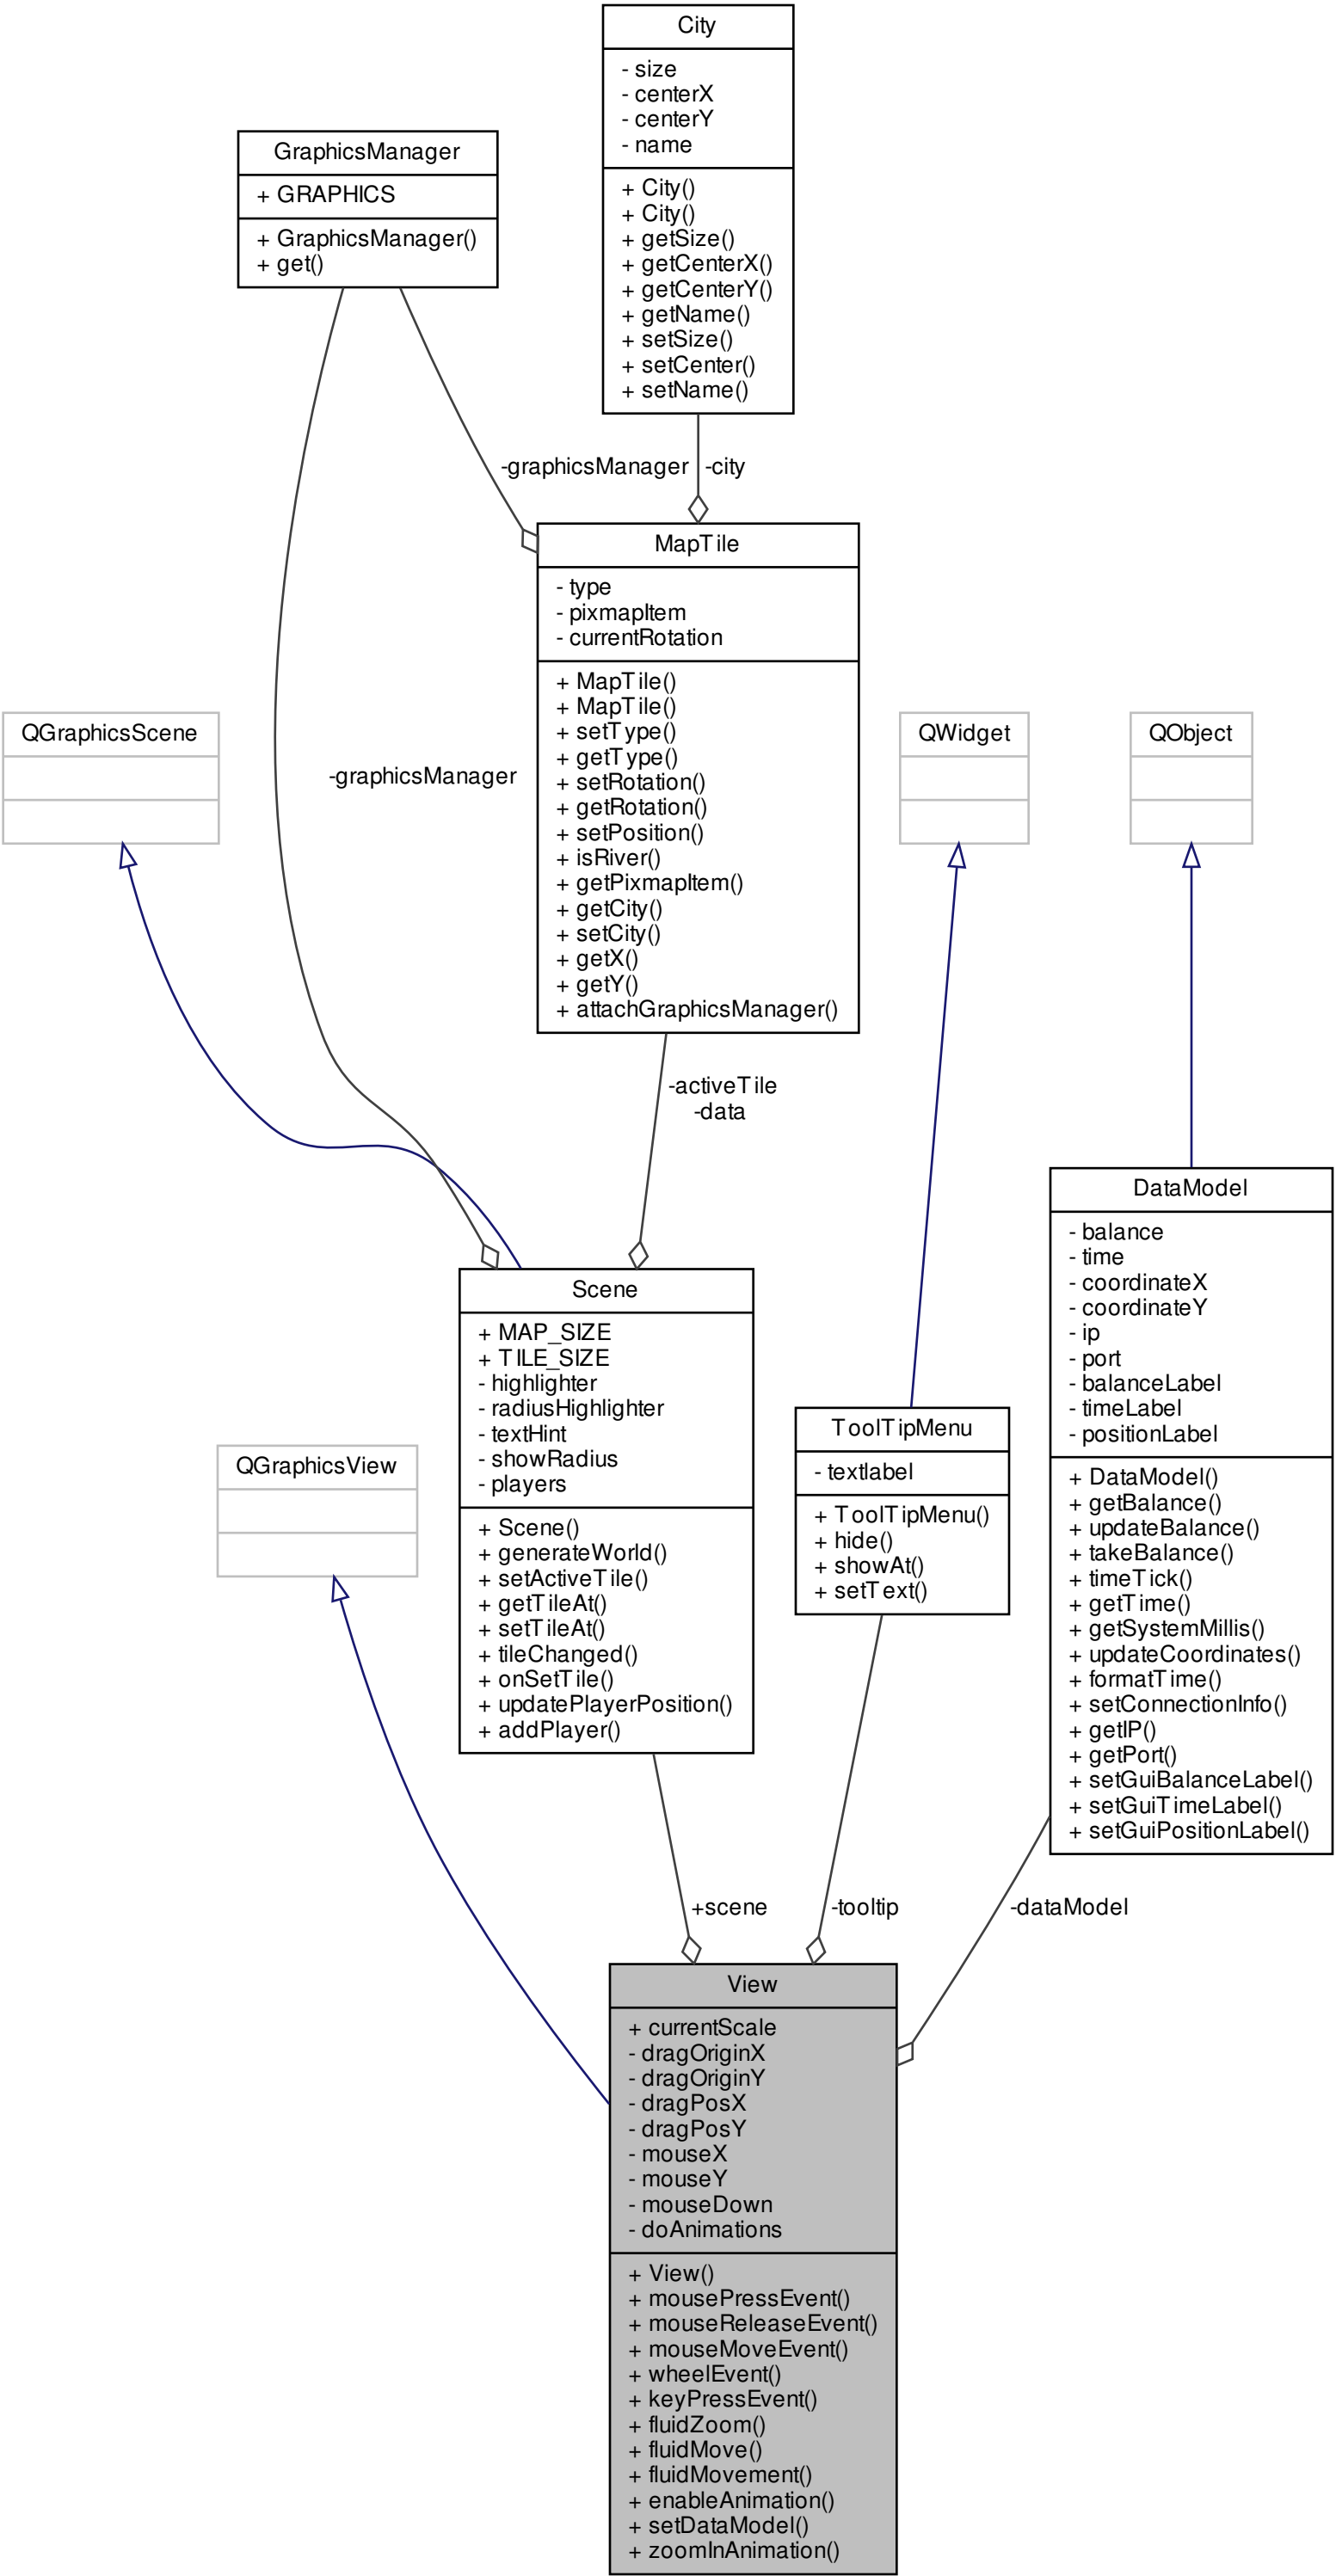 City
- size
- centerX
- centerY
- name
+ City()
+ City()
+ getSize()
+ getCenterX()
+ getCenterY()
+ getName()
+ setSize()
+ setCenter()
+ setName()
GraphicsManager
+ GRAPHICS
+ GraphicsManager()
+ get()
-graphicsManager
-city
MapTile
- type
- pixmapItem
- currentRotation
+ MapTile()
+ MapTile()
+ setType()
+ getType()
+ setRotation()
+ getRotation()
+ setPosition()
+ isRiver()
+ getPixmapItem()
+ getCity()
+ setCity()
+ getX()
+ getY()
+ attachGraphicsManager()
QGraphicsScene
-graphicsManager
QWidget
QObject
-activeTile
-data
Scene
+ MAP_SIZE
+ TILE_SIZE
- highlighter
- radiusHighlighter
- textHint
- showRadius
- players
+ Scene()
+ generateWorld()
+ setActiveTile()
+ getTileAt()
+ setTileAt()
+ tileChanged()
+ onSetTile()
+ updatePlayerPosition()
+ addPlayer()
DataModel
- balance
- time
- coordinateX
- coordinateY
- ip
- port
- balanceLabel
- timeLabel
- positionLabel
+ DataModel()
+ getBalance()
+ updateBalance()
+ takeBalance()
+ timeTick()
+ getTime()
+ getSystemMillis()
+ updateCoordinates()
+ formatTime()
+ setConnectionInfo()
+ getIP()
+ getPort()
+ setGuiBalanceLabel()
+ setGuiTimeLabel()
+ setGuiPositionLabel()
ToolTipMenu
- textlabel
+ ToolTipMenu()
+ hide()
+ showAt()
+ setText()
QGraphicsView
+scene
-tooltip
-dataModel
View
+ currentScale
- dragOriginX
- dragOriginY
- dragPosX
- dragPosY
- mouseX
- mouseY
- mouseDown
- doAnimations
+ View()
+ mousePressEvent()
+ mouseReleaseEvent()
+ mouseMoveEvent()
+ wheelEvent()
+ keyPressEvent()
+ fluidZoom()
+ fluidMove()
+ fluidMovement()
+ enableAnimation()
+ setDataModel()
+ zoomInAnimation()